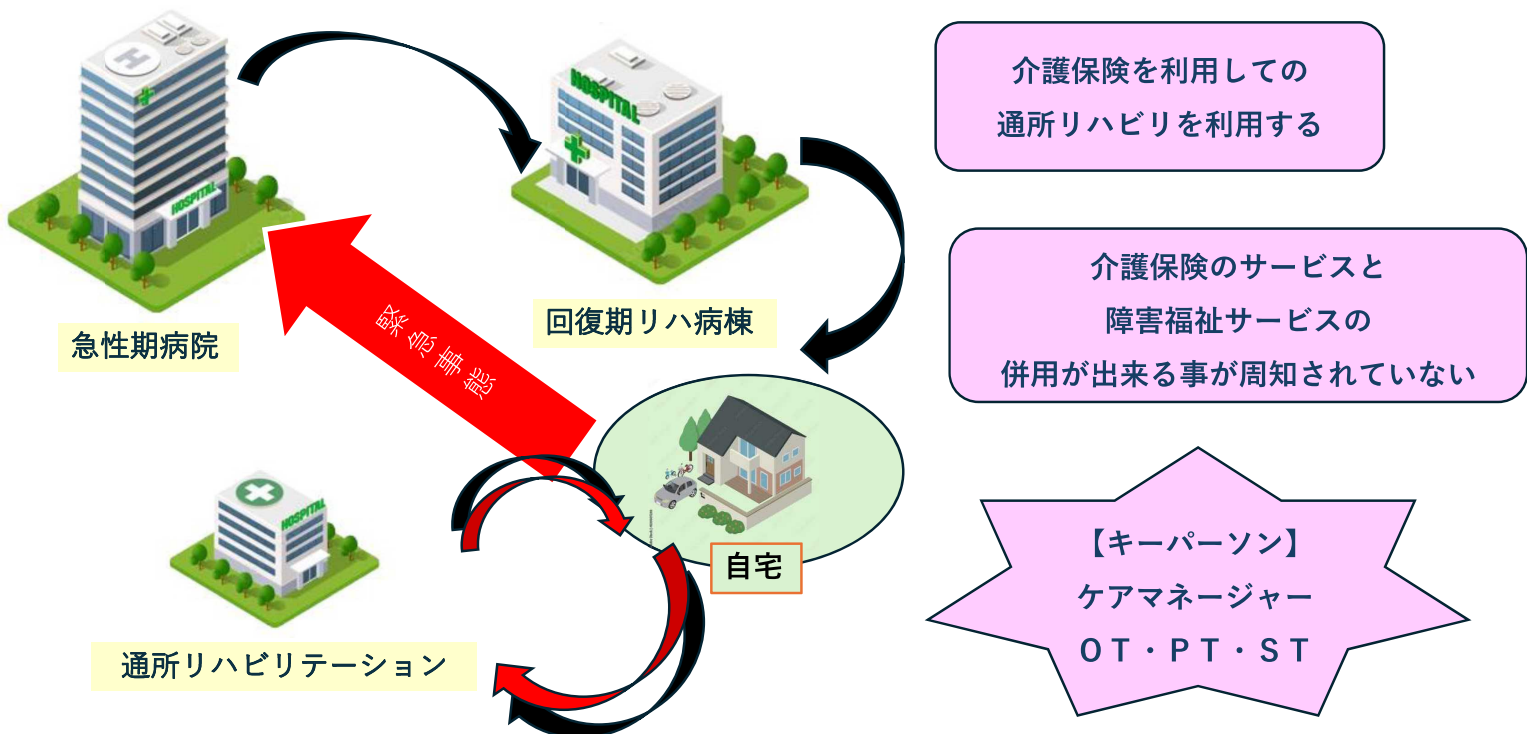 介護保険を利用しての
通所リハビリを利用する
HOSPITAL
H
HOSPITAL
介護保険のサービスと
障害福祉サービスの
併用が出来る事が周知されていない
回復期リハ病棟
急性期病院
緊急事態
【キーパーソン】
ケアマネージャー
OT・PT・ST
HOSPITAL
自宅
通所リハビリテーション